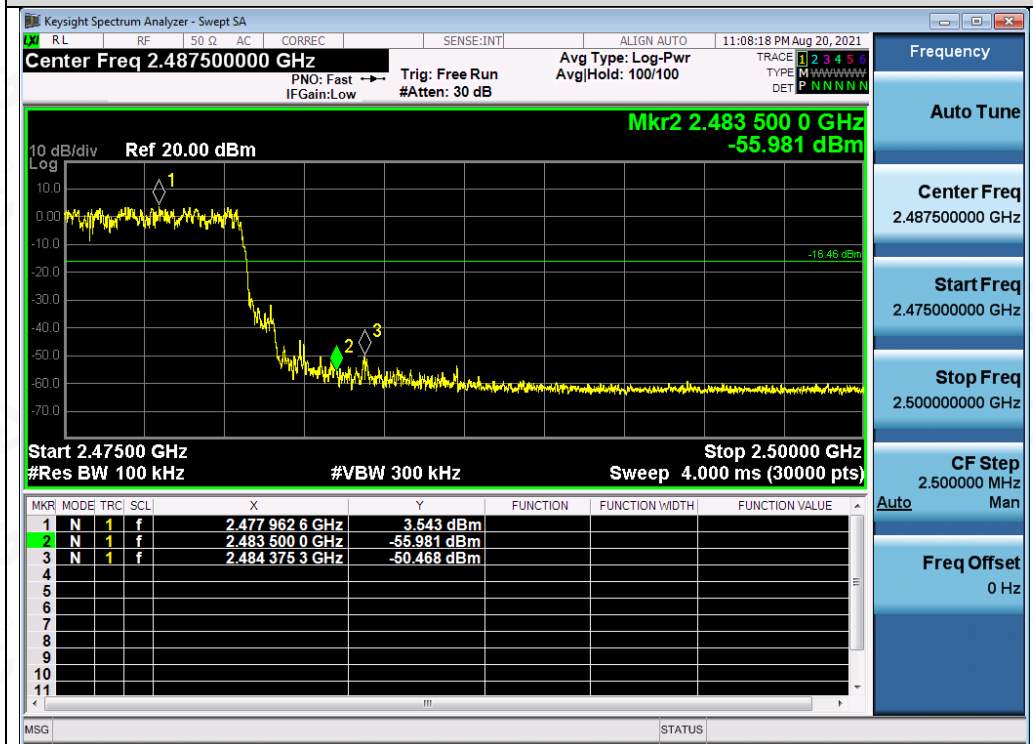 Keysight Spectrum Analyzer - Swept SA
LXI RL RF 50 Ω AC CORREC SENSE:INT ALIGN AUTO 11:08:18 PM Aug 20, 2021
Center Freq 2.487500000 GHz
PNO: Fast
IFGain:Low
Trig: Free Run
#Atten: 30 dB
Avg Type: Log-Pwr
Avg|Hold: 100/100
TRACE 1 2 3 4 5 6
TYPE M W W W W W
DET P N N N N N
Mkr2 2.483 500 0 GHz
-55.981 dBm
10 dB/div Ref 20.00 dBm
Log
10.0
0.00
-10.0
-20.0
-30.0
-40.0
-50.0
-60.0
-70.0
1
2
3
-16.46 dBm
Start 2.47500 GHz Stop 2.50000 GHz
#Res BW 100 kHz #VBW 300 kHz Sweep 4.000 ms (30000 pts)
MKR MODE TRC SCL X Y FUNCTION FUNCTION WIDTH FUNCTION VALUE
1 N 1 f 2.477 962 6 GHz 3.543 dBm
2 N 1 f 2.483 500 0 GHz -55.981 dBm
3 N 1 f 2.484 375 3 GHz -50.468 dBm
4
5
6
7
8
9
10
11
MSG STATUS
Frequency
Auto Tune
Center Freq
2.487500000 GHz
Start Freq
2.475000000 GHz
Stop Freq
2.500000000 GHz
CF Step
2.500000 MHz
Auto Man
Freq Offset
0 Hz